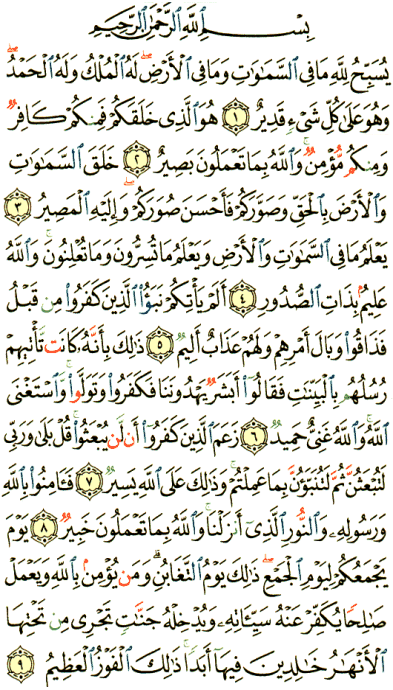 بِسْمِ ٱللَّهِ ٱلرَّحْمَٰنِ ٱلرَّحِيمِ
يُسَبِّحُ لِلَّهِ مَا فِى ٱلسَّمَٰوَٰتِ وَمَا فِى ٱلْأَرْضِ ۖ لَهُ ٱلْمُلْكُ وَلَهُ ٱلْحَمْدُ ۖ
وَهُوَ عَلَىٰ كُلِّ شَىْءٍ قَدِيرٌ ١ هُوَ ٱلَّذِى خَلَقَكُمْ فَمِنكُمْ كَافِرٌ
وَمِنكُم مُّؤْمِنٌ ۚ وَٱللَّهُ بِمَا تَعْمَلُونَ بَصِيرٌ ٢ خَلَقَ ٱلسَّمَٰوَٰتِ
وَٱلْأَرْضَ بِٱلْحَقِّ وَصَوَّرَكُمْ فَأَحْسَنَ صُوَرَكُمْ ۖ وَإِلَيْهِ ٱلْمَصِيرُ ٣
يَعْلَمُ مَا فِى ٱلسَّمَٰوَٰتِ وَٱلْأَرْضِ وَيَعْلَمُ مَا تُسِرُّونَ وَمَا تُعْلِنُونَ ۚ وَٱللَّهُ
عَلِيمٌۢ بِذَاتِ ٱلصُّدُورِ ٤ أَلَمْ يَأْتِكُمْ نَبَؤُا۟ ٱلَّذِينَ كَفَرُوا۟ مِن قَبْلُ
فَذَاقُوا۟ وَبَالَ أَمْرِهِمْ وَلَهُمْ عَذَابٌ أَلِيمٌ ٥ ذَٰلِكَ بِأَنَّهُۥ كَانَت تَّأْتِيهِمْ
رُسُلُهُم بِٱلْبَيِّنَٰتِ فَقَالُوٓا۟ أَبَشَرٌ يَهْدُونَنَا فَكَفَرُوا۟ وَتَوَلَّوا۟ ۚ وَّٱسْتَغْنَى
ٱللَّهُ ۚ وَٱللَّهُ غَنِىٌّ حَمِيدٌ ٦ زَعَمَ ٱلَّذِينَ كَفَرُوٓا۟ أَن لَّن يُبْعَثُوا۟ ۚ قُلْ بَلَىٰ وَرَبِّى
لَتُبْعَثُنَّ ثُمَّ لَتُنَبَّؤُنَّ بِمَا عَمِلْتُمْ ۚ وَذَٰلِكَ عَلَى ٱللَّهِ يَسِيرٌ ٧ فَـَٔامِنُوا۟ بِٱللَّهِ
وَرَسُولِهِۦ وَٱلنُّورِ ٱلَّذِىٓ أَنزَلْنَا ۚ وَٱللَّهُ بِمَا تَعْمَلُونَ خَبِيرٌ ٨ يَوْمَ
يَجْمَعُكُمْ لِيَوْمِ ٱلْجَمْعِ ۖ ذَٰلِكَ يَوْمُ ٱلتَّغَابُنِ ۗ وَمَن يُؤْمِنۢ بِٱللَّهِ وَيَعْمَلْ
صَٰلِحًا يُكَفِّرْ عَنْهُ سَيِّـَٔاتِهِۦ وَيُدْخِلْهُ جَنَّٰتٍ تَجْرِى مِن تَحْتِهَا
ٱلْأَنْهَٰرُ خَٰلِدِينَ فِيهَآ أَبَدًا ۚ ذَٰلِكَ ٱلْفَوْزُ ٱلْعَظِيمُ ٩